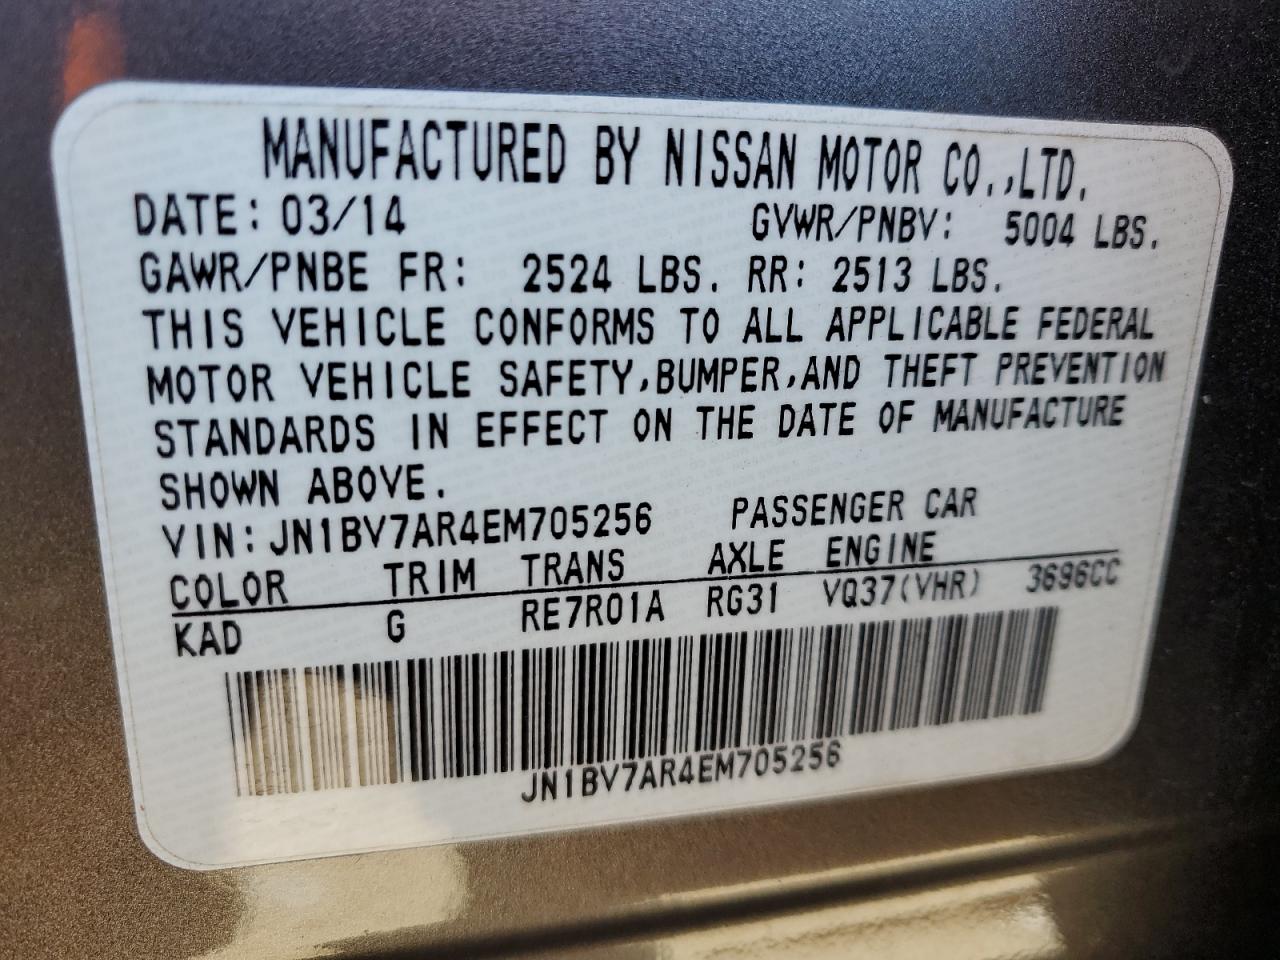 MANUFACTURED BY NISSAN MOTOR CO.,LTD.
DATE: 03/14 GVWR/PNBV: 5004 LBS.
GAWR/PNBE FR: 2524 LBS. RR: 2513 LBS.
THIS VEHICLE CONFORMS TO ALL APPLICABLE FEDERAL
MOTOR VEHICLE SAFETY,BUMPER,AND THEFT PREVENTION
STANDARDS IN EFFECT ON THE DATE OF MANUFACTURE
SHOWN ABOVE.
VIN: JN1BV7AR4EM705256 PASSENGER CAR
COLOR TRIM TRANS AXLE ENGINE
KAD G RE7R01A RG31 VQ37(VHR) 3696CC
JN1BV7AR4EM705256